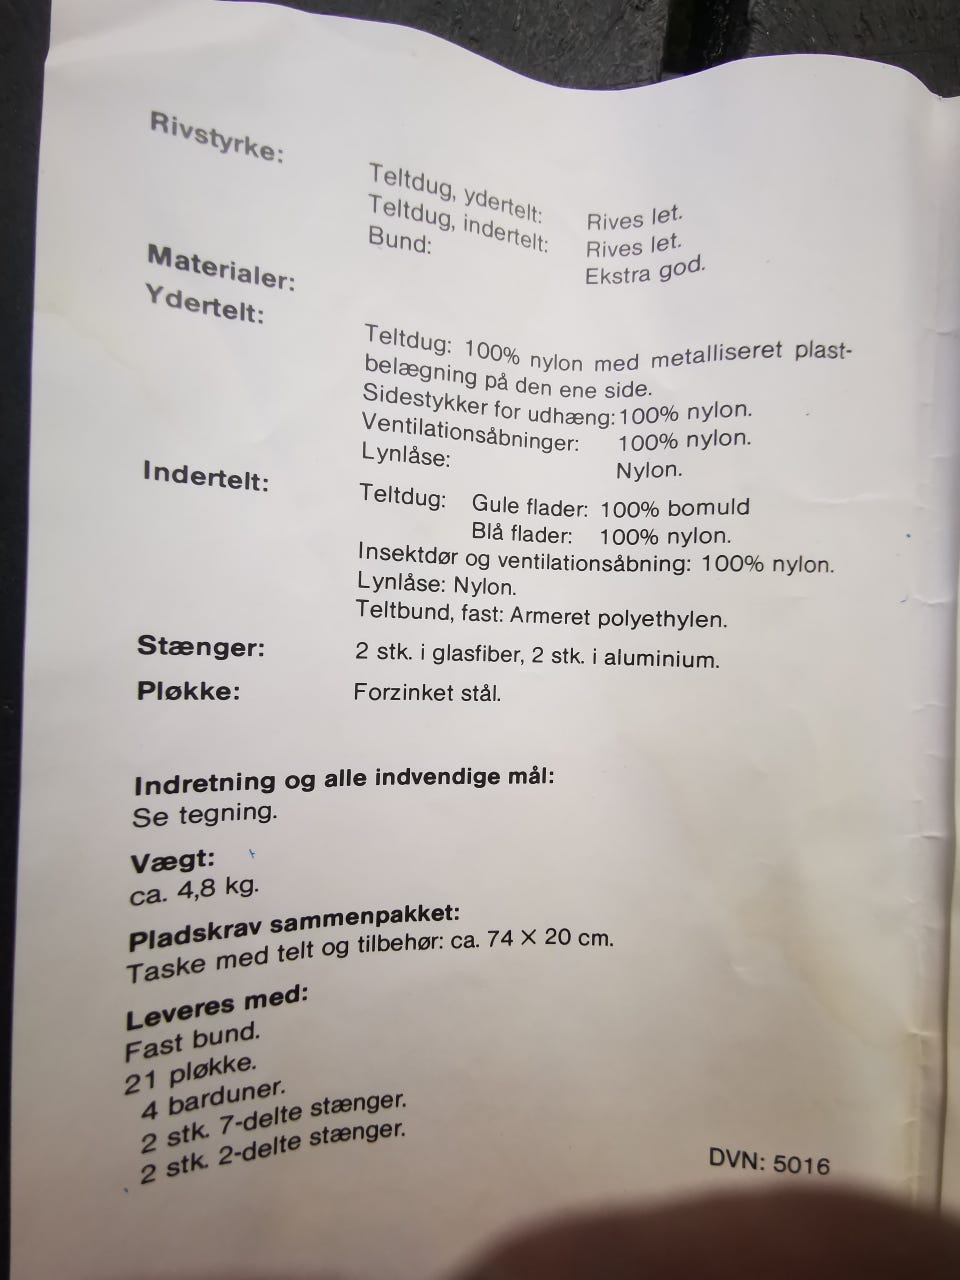 Rivstyrke:
Teltdug, ydertelt: Rives let.
Teltdug, indertelt: Rives let.
Bund: Ekstra god.
Materialer:
Ydertelt:
Teltdug: 100% nylon med metalliseret plast-
belægning på den ene side.
Sidestykker for udhæng: 100% nylon.
Ventilationsåbninger: 100% nylon.
Lynlåse: Nylon.
Indertelt:
Teltdug: Gule flader: 100% bomuld
Blå flader: 100% nylon.
Insektdør og ventilationsåbning: 100% nylon.
Lynlåse: Nylon.
Teltbund, fast: Armeret polyethylen.
Stænger: 2 stk. i glasfiber, 2 stk. i aluminium.
Pløkke: Forzinket stål.
Indretning og alle indvendige mål:
Se tegning.
Vægt:
ca. 4,8 kg.
Pladskrav sammenpakket:
Taske med telt og tilbehør: ca. 74 X 20 cm.
Leveres med:
Fast bund.
21 pløkke.
4 barduner.
2 stk. 7-delte stænger.
2 stk. 2-delte stænger.
DVN: 5016